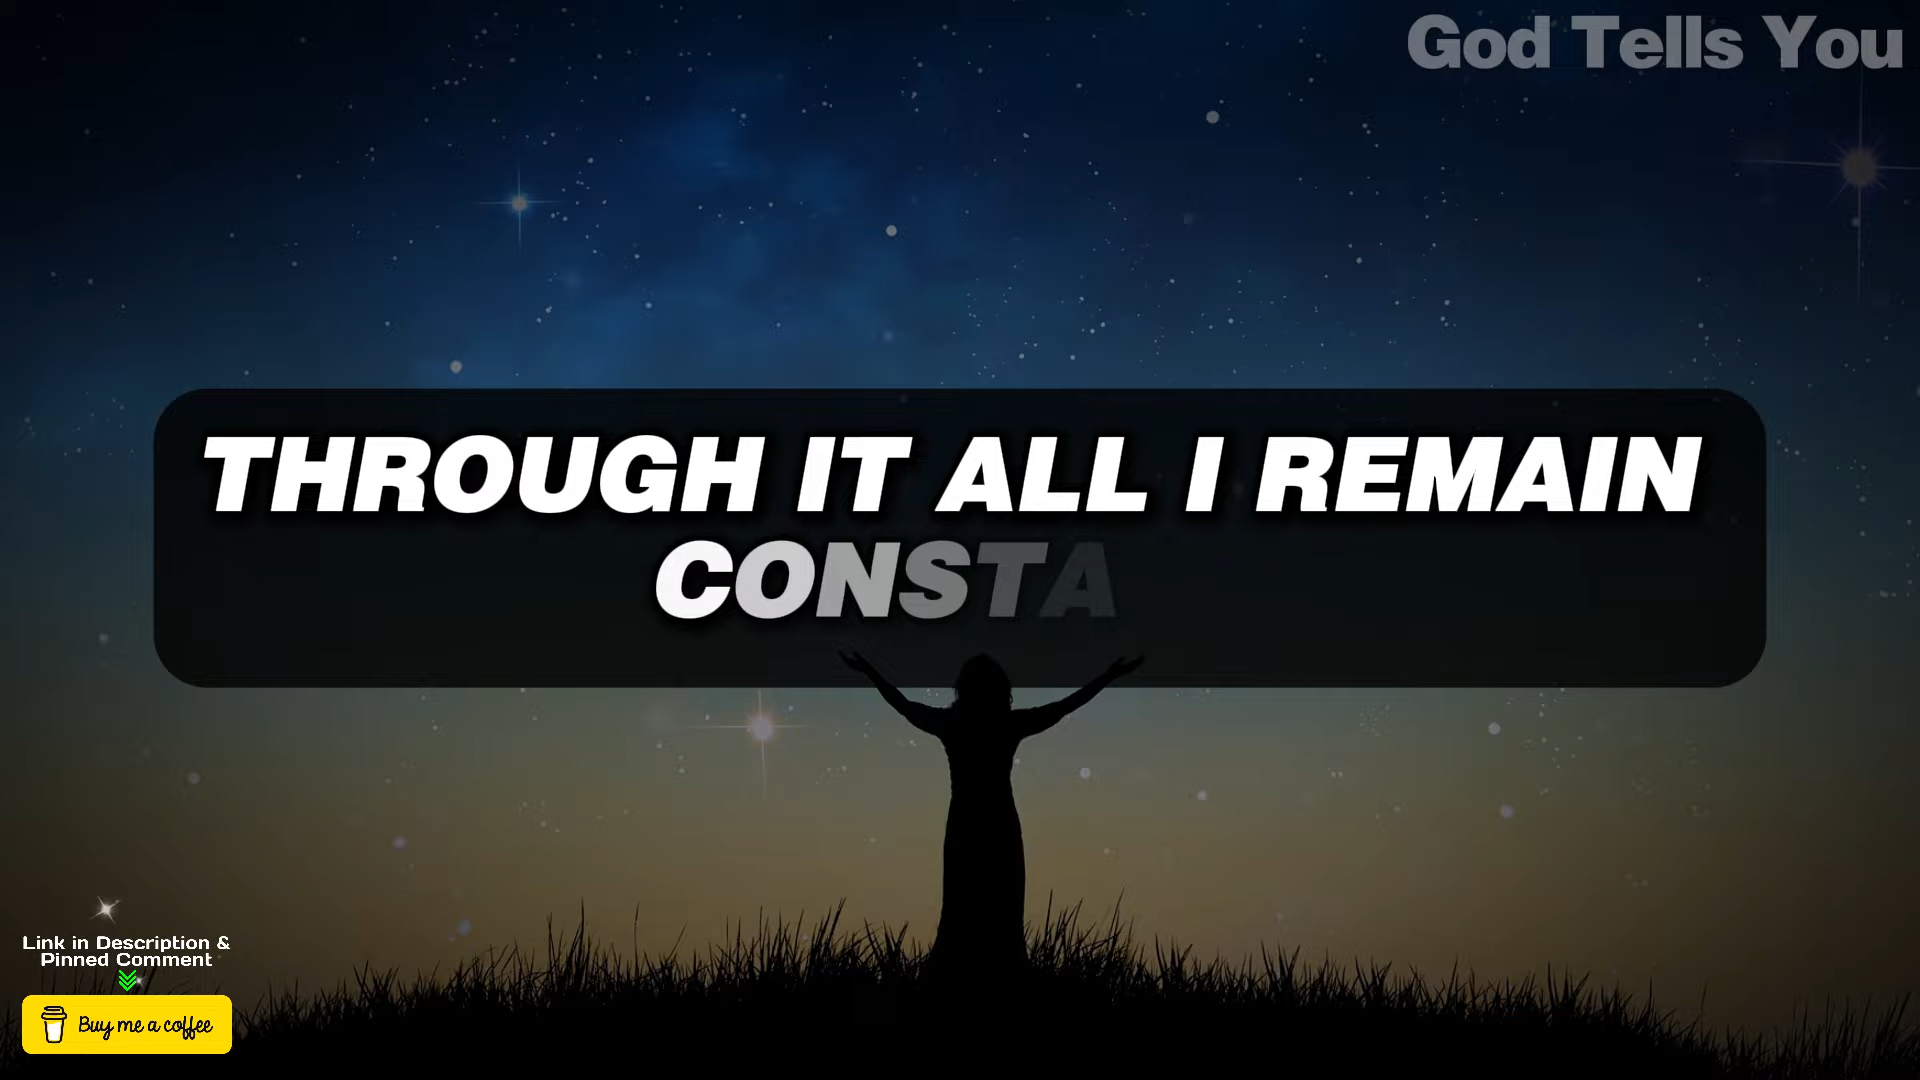 God Tells You
THROUGH IT ALL I REMAIN
CONSTA
Link in Description &
Pinned Comment
Buy me a coffee